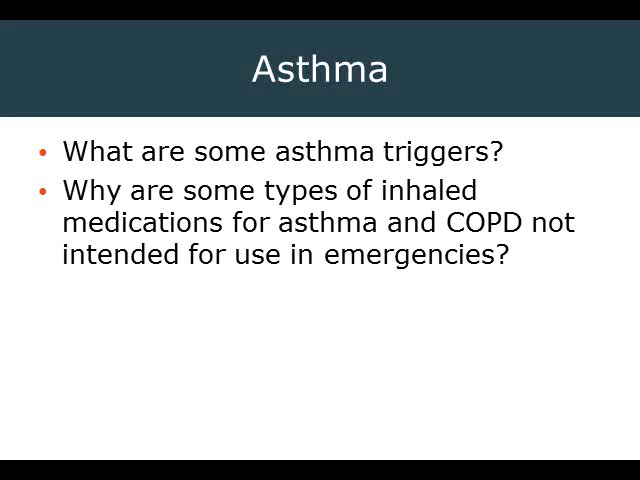 Asthma
• What are some asthma triggers?
• Why are some types of inhaled
medications for asthma and COPD not
intended for use in emergencies?